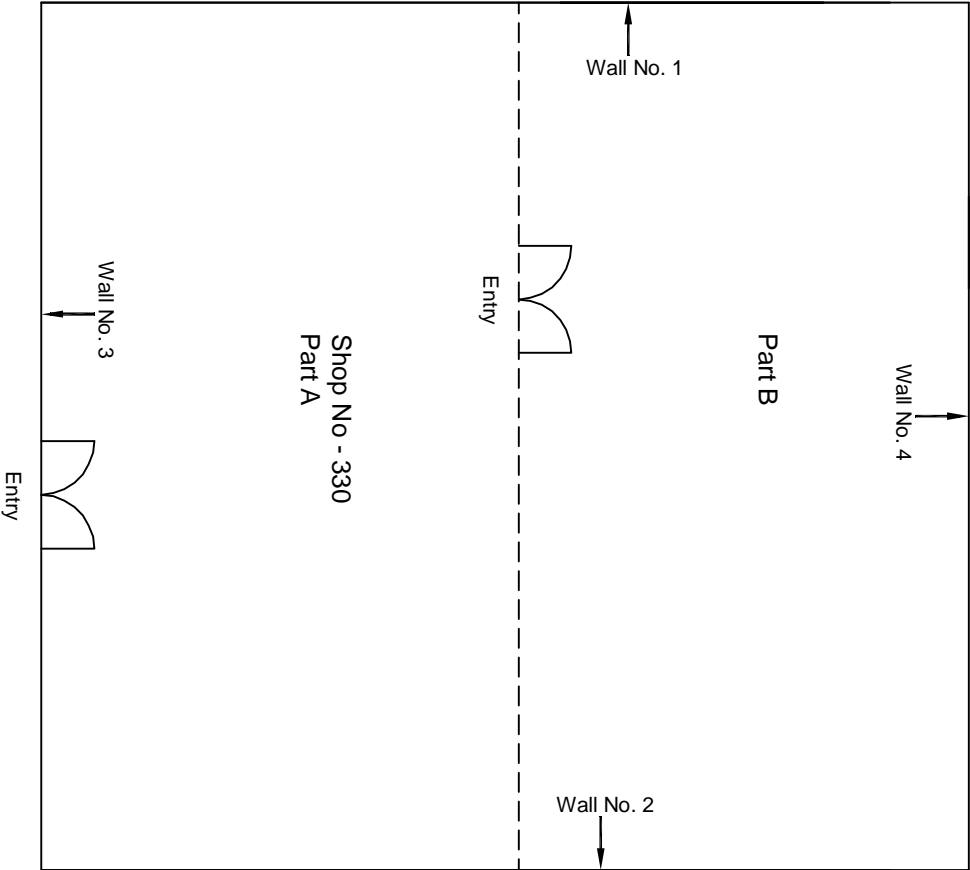 Wall No. 1
Wall No. 3
Entry
Shop No - 330
Part A
Part B
Wall No. 4
Entry
Wall No. 2